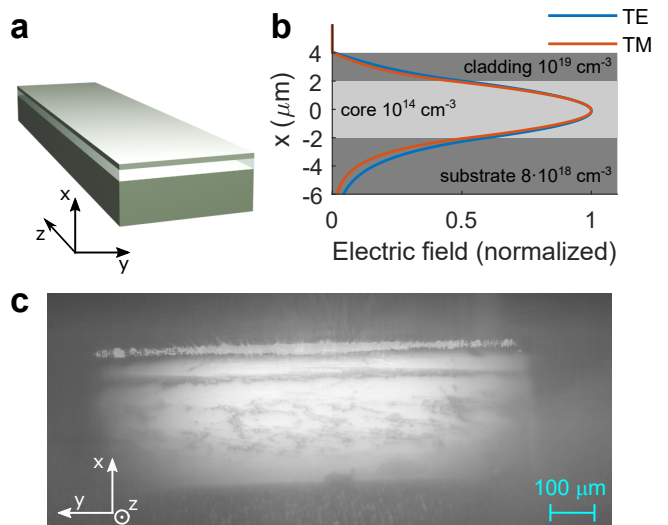 a
x
z
y
b
TE
TM
x (μm)
4
2
0
-2
-4
-6
cladding 10¹⁹ cm⁻³
core 10¹⁴ cm⁻³
substrate 8·10¹⁸ cm⁻³
0
0.5
1
Electric field (normalized)
c
x
y
z
100 μm